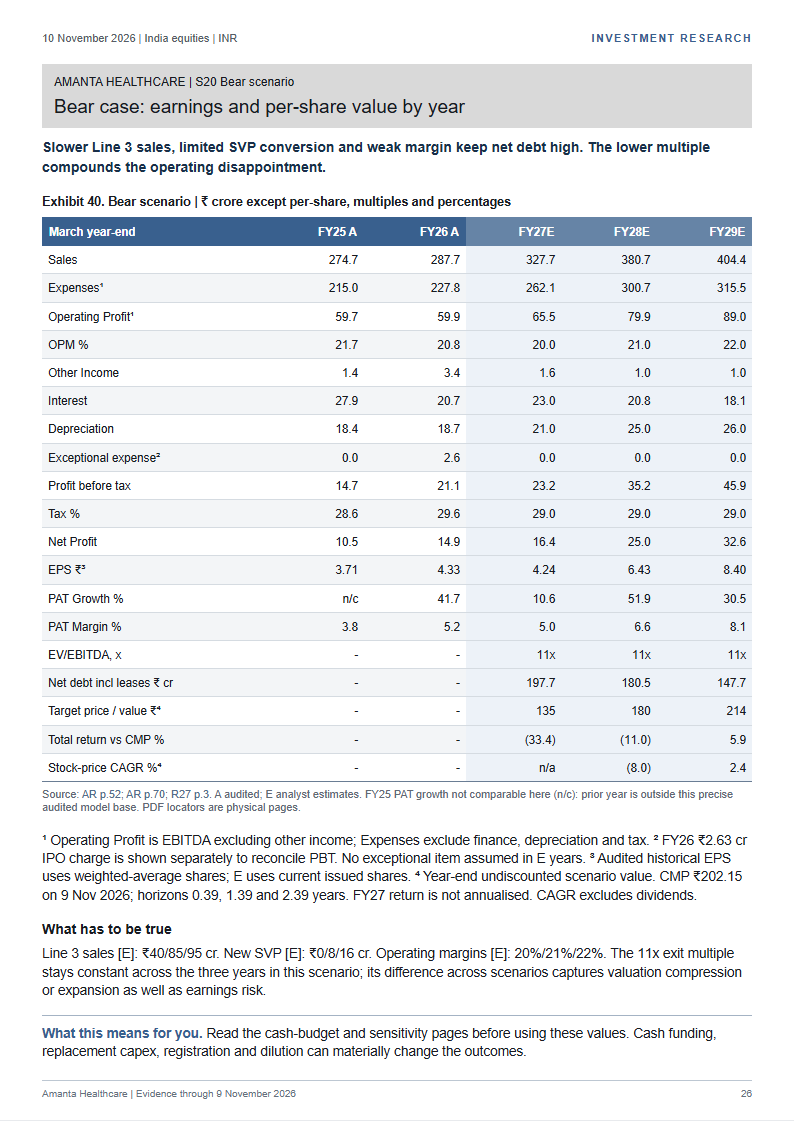 10 November 2026 | India equities | INR
INVESTMENT RESEARCH
AMANTA HEALTHCARE | S20 Bear scenario
Bear case: earnings and per-share value by year
Slower Line 3 sales, limited SVP conversion and weak margin keep net debt high. The lower multiple
compounds the operating disappointment.
Exhibit 40. Bear scenario | ₹ crore except per-share, multiples and percentages
March year-end FY25 A FY26 A FY27E FY28E FY29E
Sales 274.7 287.7 327.7 380.7 404.4
Expenses¹ 215.0 227.8 262.1 300.7 315.5
Operating Profit¹ 59.7 59.9 65.5 79.9 89.0
OPM % 21.7 20.8 20.0 21.0 22.0
Other Income 1.4 3.4 1.6 1.0 1.0
Interest 27.9 20.7 23.0 20.8 18.1
Depreciation 18.4 18.7 21.0 25.0 26.0
Exceptional expense² 0.0 2.6 0.0 0.0 0.0
Profit before tax 14.7 21.1 23.2 35.2 45.9
Tax % 28.6 29.6 29.0 29.0 29.0
Net Profit 10.5 14.9 16.4 25.0 32.6
EPS ₹³ 3.71 4.33 4.24 6.43 8.40
PAT Growth % n/c 41.7 10.6 51.9 30.5
PAT Margin % 3.8 5.2 5.0 6.6 8.1
EV/EBITDA, x - - 11x 11x 11x
Net debt incl leases ₹ cr - - 197.7 180.5 147.7
Target price / value ₹⁴ - - 135 180 214
Total return vs CMP % - - (33.4) (11.0) 5.9
Stock-price CAGR %⁴ - - n/a (8.0) 2.4
Source: AR p.52; AR p.70; R27 p.3. A audited; E analyst estimates. FY25 PAT growth not comparable here (n/c): prior year is outside this precise
audited model base. PDF locators are physical pages.
¹ Operating Profit is EBITDA excluding other income; Expenses exclude finance, depreciation and tax. ² FY26 ₹2.63 cr
IPO charge is shown separately to reconcile PBT. No exceptional item assumed in E years. ³ Audited historical EPS
uses weighted-average shares; E uses current issued shares. ⁴ Year-end undiscounted scenario value. CMP ₹202.15
on 9 Nov 2026; horizons 0.39, 1.39 and 2.39 years. FY27 return is not annualised. CAGR excludes dividends.
What has to be true
Line 3 sales [E]: ₹40/85/95 cr. New SVP [E]: ₹0/8/16 cr. Operating margins [E]: 20%/21%/22%. The 11x exit multiple
stays constant across the three years in this scenario; its difference across scenarios captures valuation compression
or expansion as well as earnings risk.
What this means for you. Read the cash-budget and sensitivity pages before using these values. Cash funding,
replacement capex, registration and dilution can materially change the outcomes.
Amanta Healthcare | Evidence through 9 November 2026
26